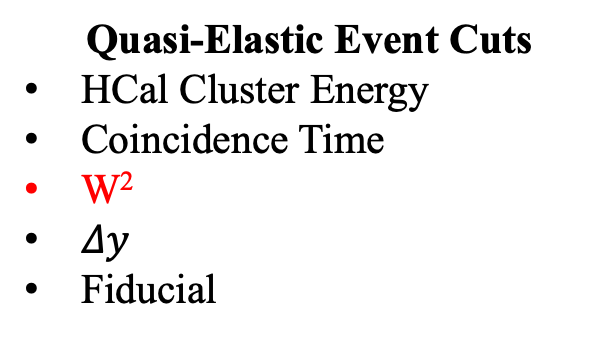 Quasi-Elastic Event Cuts
• HCal Cluster Energy
• Coincidence Time
• W²
• Δy
• Fiducial